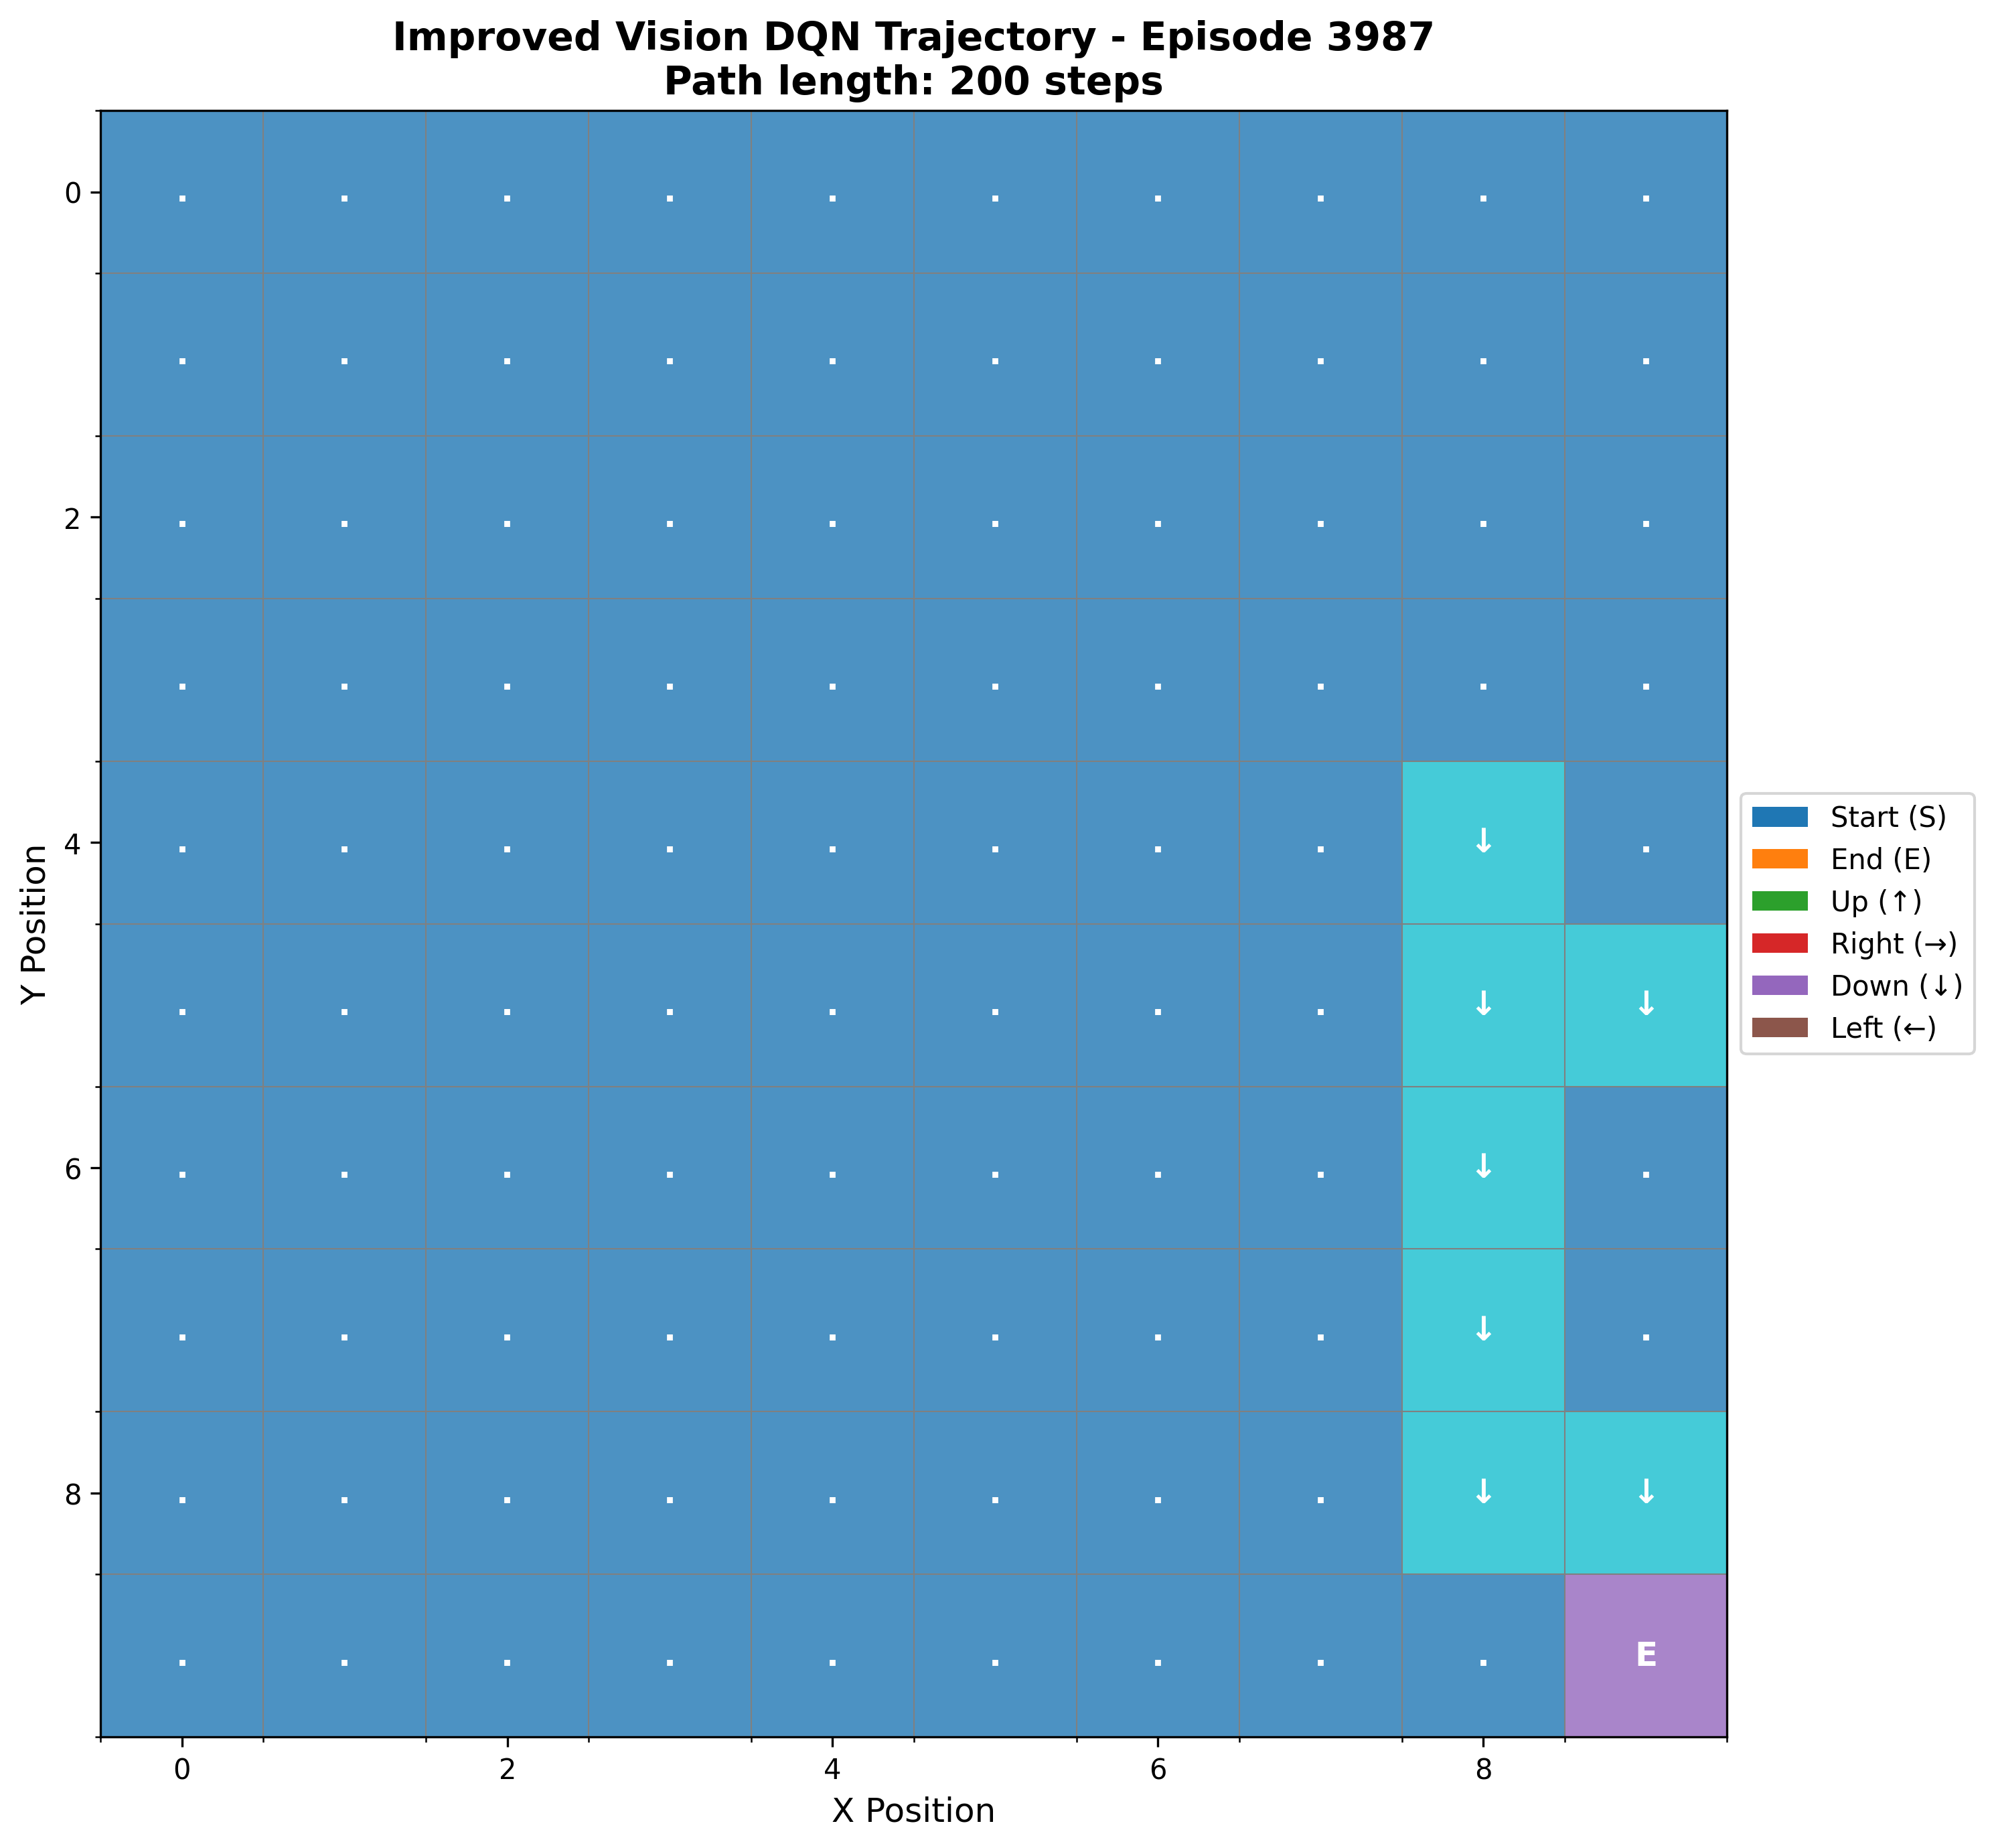 Improved Vision DQN Trajectory - Episode 3987
Path length: 200 steps
0
2
4
↓
Start (S)
End (E)
Up (↑)
Right (→)
Down (↓)
Left (←)
Y Position
↓ ↓
6
↓
↓
8
↓ ↓
E
0 2 4 6 8
X Position